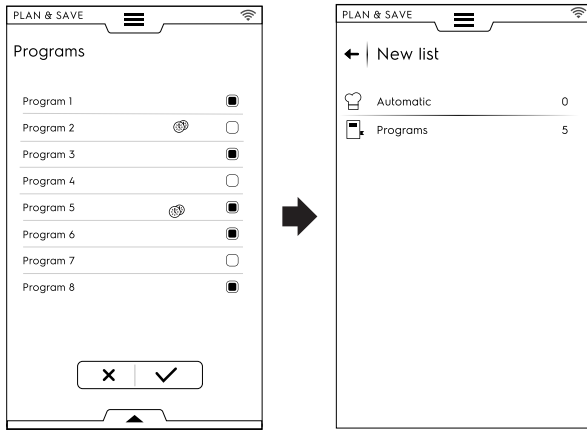 PLAN & SAVE
Programs
Program 1
Program 2
Program 3
Program 4
Program 5
Program 6
Program 7
Program 8
PLAN & SAVE
New list
Automatic 0
Programs 5